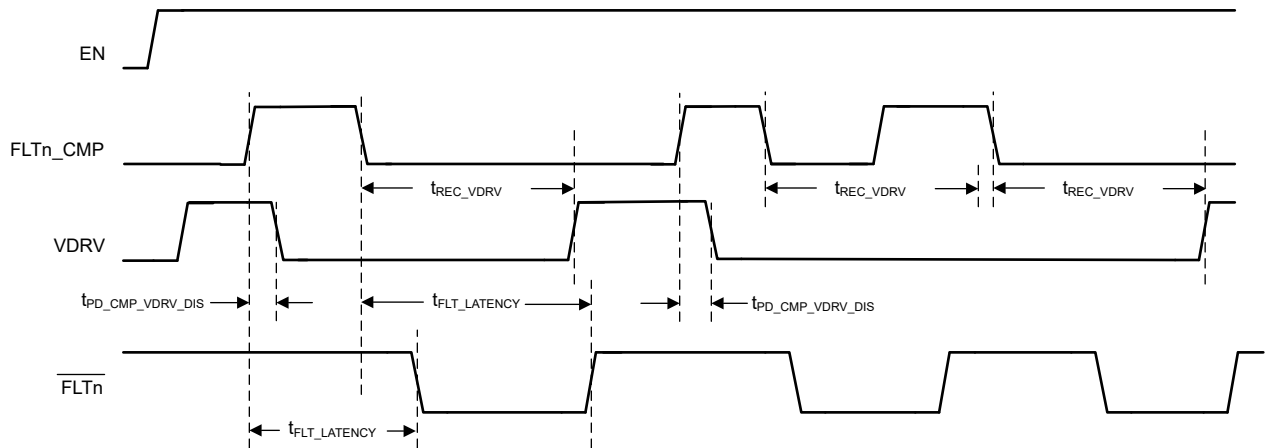 EN
FLTn_CMP
tREC_VDRV
tREC_VDRV
tREC_VDRV
VDRV
tPD_CMP_VDRV_DIS
tFLT_LATENCY
tPD_CMP_VDRV_DIS
FLTn
tFLT_LATENCY